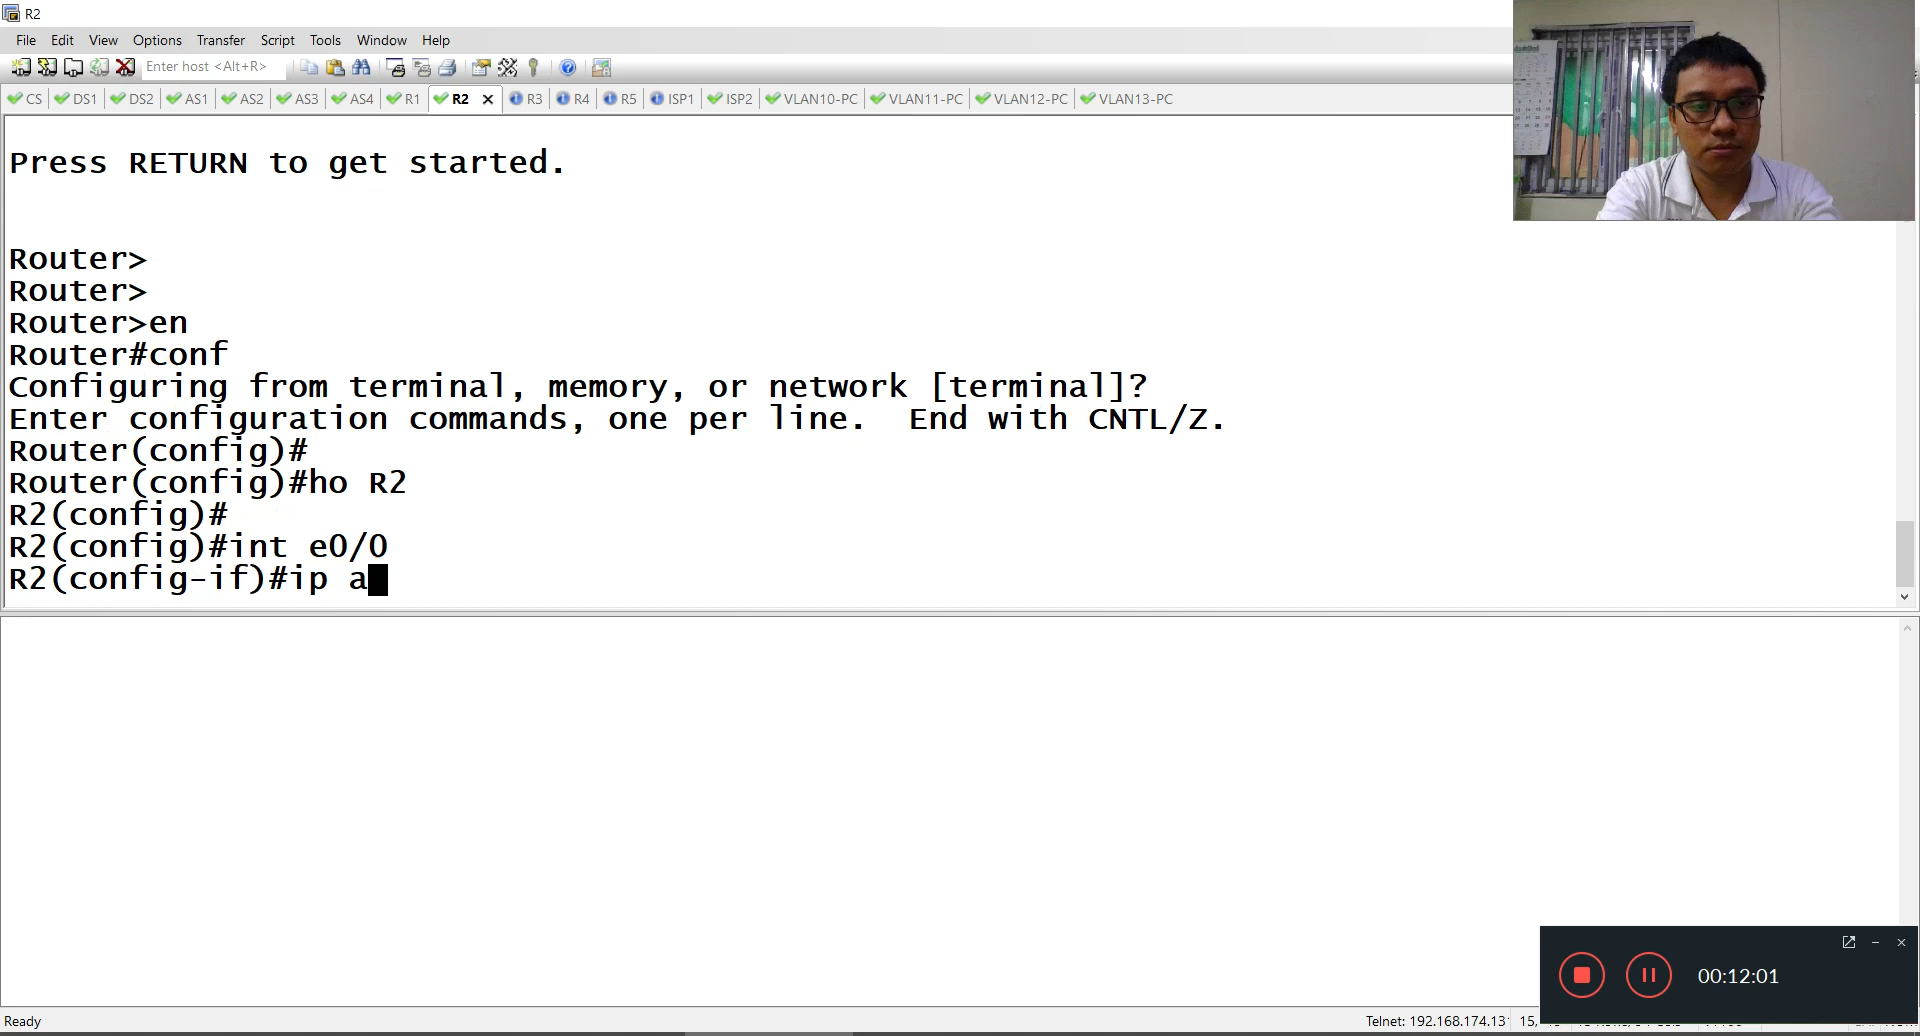 R2
File Edit View Options Transfer Script Tools Window Help
Enter host <Alt+R>
CS DS1 DS2 AS1 AS2 AS3 AS4 R1 R2 R3 R4 R5 ISP1 ISP2 VLAN10-PC VLAN11-PC VLAN12-PC VLAN13-PC
Press RETURN to get started.
Router>
Router>
Router>en
Router#conf
Configuring from terminal, memory, or network [terminal]?
Enter configuration commands, one per line.  End with CNTL/Z.
Router(config)#
Router(config)#ho R2
R2(config)#
R2(config)#int e0/0
R2(config-if)#ip a
00:12:01
Ready
Telnet: 192.168.174.13 15,